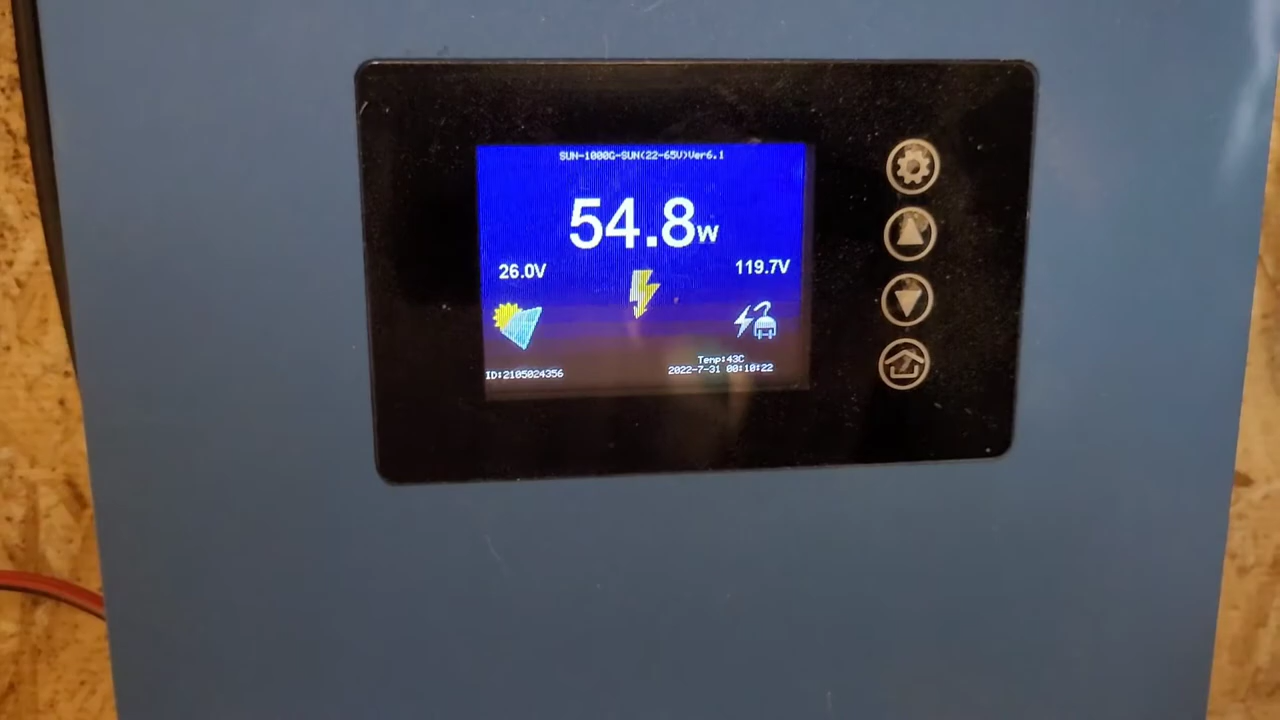 SUN-1000G-SUN(22-65V)Ver6.1
54.8W
26.0V
119.7V
Temp:43C
ID:2105024356
2022-7-31 00:10:22